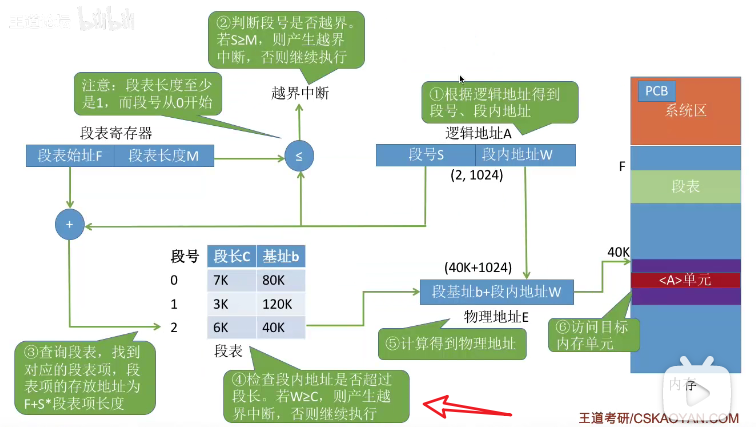 王道考研 bilibili
②判断段号是否越界。
若S≥M，则产生越界
中断，否则继续执行
注意：段表长度至少
是1，而段号从0开始
越界中断
①根据逻辑地址得到
段号、段内地址
PCB
系统区
段表寄存器
逻辑地址A
段表始址F 段表长度M
≤
段号S 段内地址W
(2, 1024)
F
段表
+
段号 段长C 基址b
0 7K 80K
1 3K 120K
2 6K 40K
段表
(40K+1024)
40K
段基址b+段内地址W
<A>单元
物理地址E
③查询段表，找到
对应的段表项，段
表项的存放地址为
F+S*段表项长度
⑤计算得到物理地址
⑥访问目标
内存单元
④检查段内地址是否超过
段长。若W≥C，则产生越
界中断，否则继续执行
内存
王道考研/CSKAOYAN.COM